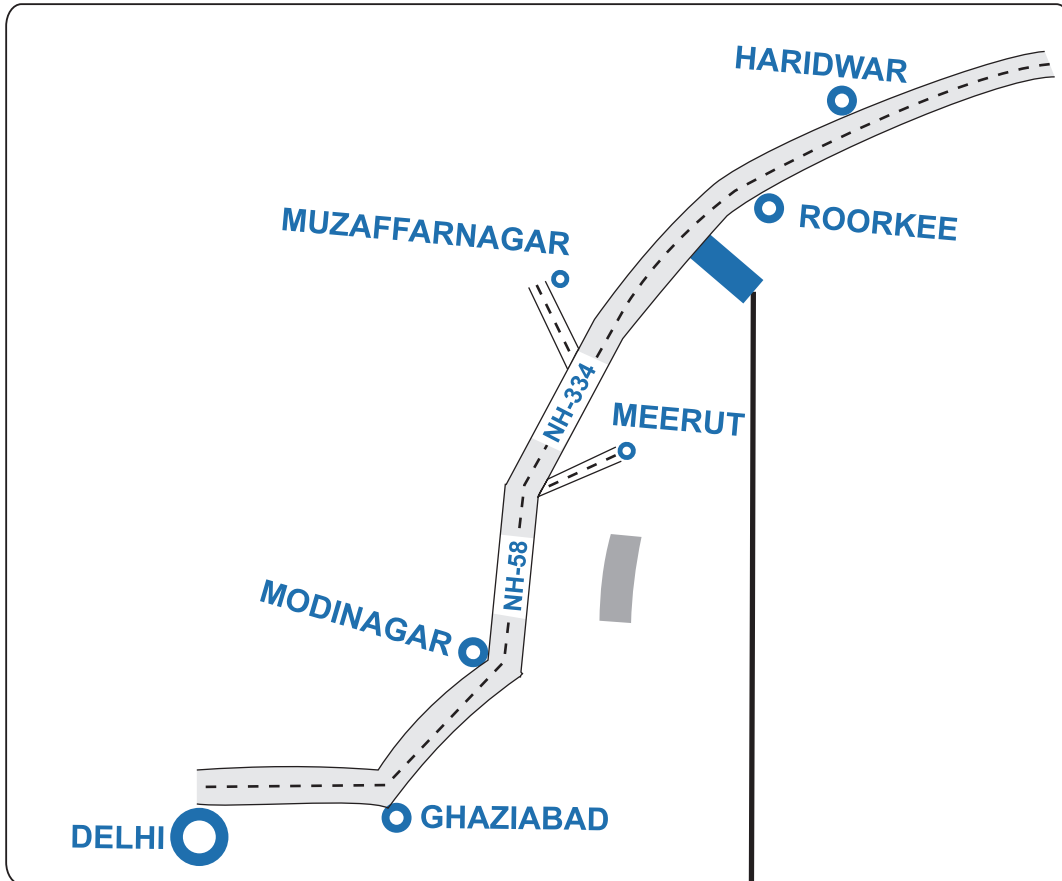 HARIDWAR
ROORKEE
MUZAFFARNAGAR
NH-334
MEERUT
NH-58
MODINAGAR
GHAZIABAD
DELHI